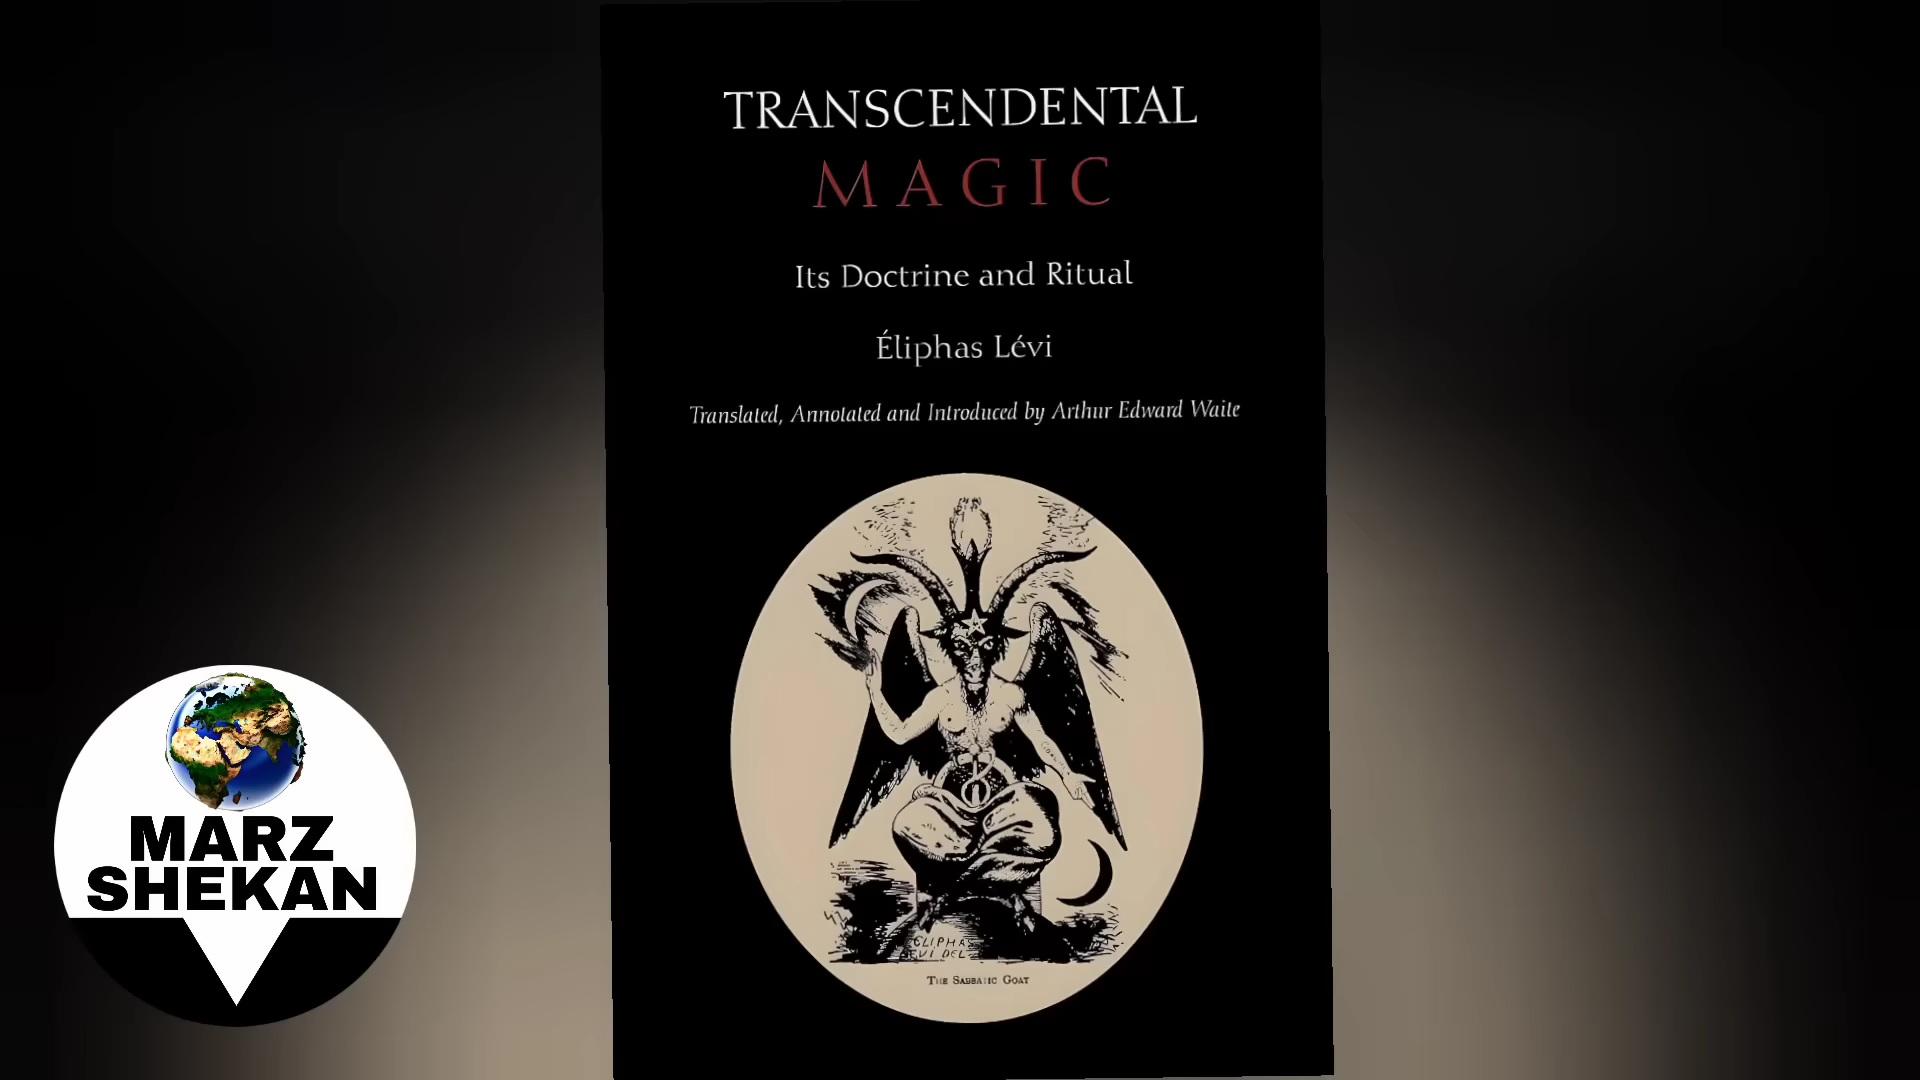 TRANSCENDENTAL
MAGIC
Its Doctrine and Ritual
Éliphas Lévi
Translated, Annotated and Introduced by Arthur Edward Waite
ELIPHAS
LEVI DEL
THE SABBATIC GOAT
MARZ
SHEKAN